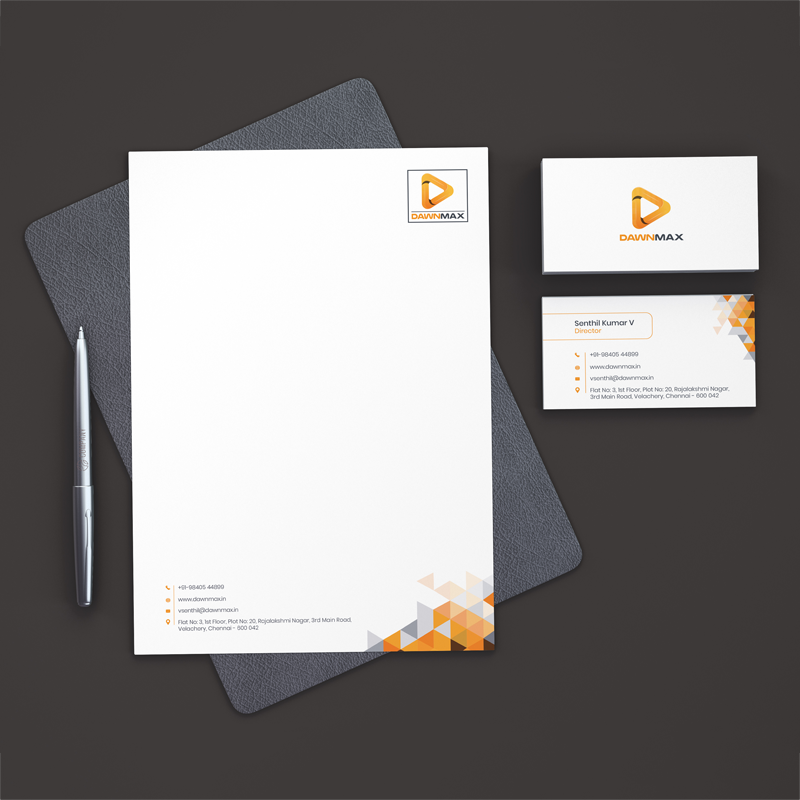 DAWNMAX
+91-98405 44899
www.dawnmax.in
vsenthil@dawnmax.in
Flat No: 3, 1st Floor, Plot No: 20, Rajalakshmi Nagar, 3rd Main Road,
Velachery, Chennai - 600 042
DAWNMAX
Senthil Kumar V
Director
+91-98405 44899
www.dawnmax.in
vsenthil@dawnmax.in
Flat No: 3, 1st Floor, Plot No: 20, Rajalakshmi Nagar,
3rd Main Road, Velachery, Chennai - 600 042